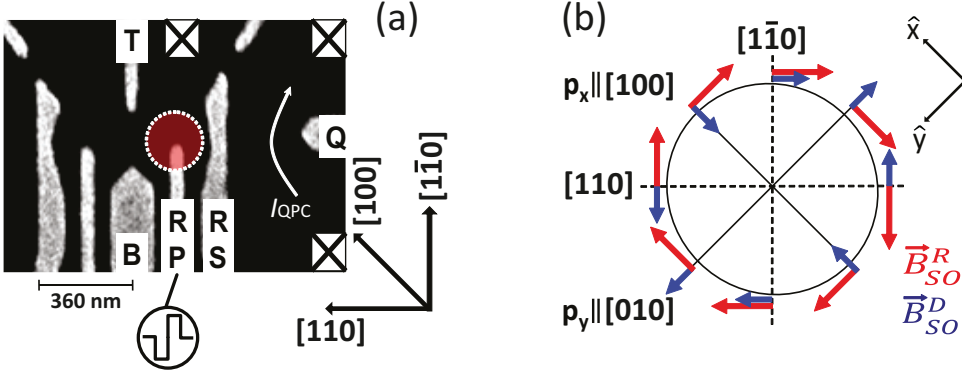 (a)
T
Q
I_QPC
R P
R S
B
360 nm
[100]
[11̄0]
[110]
(b)
[11̄0]
x̂
ŷ
p_x||[100]
[110]
p_y||[010]
B⃗_SO^R
B⃗_SO^D